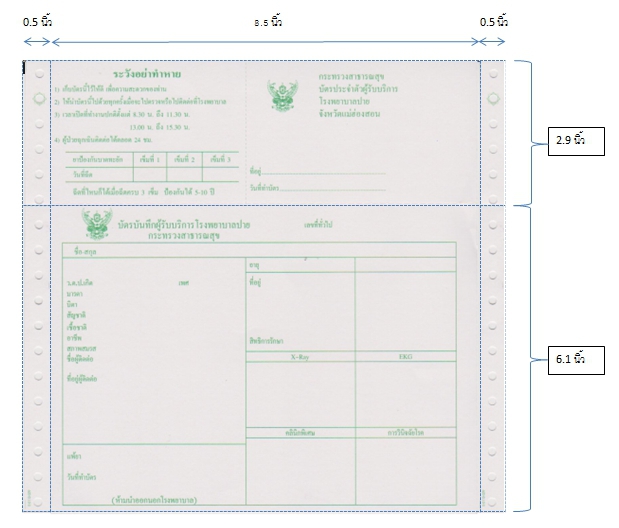 0.5 นิ้ว
8.5 นิ้ว
0.5 นิ้ว
ระวังอย่าทำหาย
1) เก็บบัตรนี้ไว้ให้ดี เพื่อความสะดวกของท่าน
2) ให้นำบัตรนี้ไปด้วยทุกครั้งเมื่อจะไปตรวจหรือไปติดต่อที่โรงพยาบาล
3) เวลาเปิดทำงานปกติตั้งแต่ 8.30 น. ถึง 11.30 น.
13.00 น. ถึง 15.30 น.
4) ผู้ป่วยฉุกเฉินติดต่อได้ตลอด 24 ชม.
ยาป้องกันบาดทะยัก เข็มที่ 1 เข็มที่ 2 เข็มที่ 3
วันที่ฉีด
ฉีดที่ไหนก็ได้เมื่อฉีดครบ 3 เข็ม ป้องกันได้ 5-10 ปี
กระทรวงสาธารณสุข
บัตรประจำตัวผู้รับบริการ
โรงพยาบาลปาย
จังหวัดแม่ฮ่องสอน
ที่อยู่
วันที่ทำบัตร
2.9 นิ้ว
บัตรบันทึกผู้รับบริการโรงพยาบาลปาย
กระทรวงสาธารณสุข
เลขที่ทั่วไป
ชื่อ-สกุล
อายุ
ว.ด.ป.เกิด เพศ
มารดา
บิดา
สัญชาติ
เชื้อชาติ
อาชีพ
สภาพสมรส
ชื่อผู้ติดต่อ
ที่อยู่ผู้ติดต่อ
ที่อยู่
สิทธิการรักษา
X-Ray EKG
คลีนิกพิเศษ การวินิจฉัยโรค
แพ้ยา
วันที่ทำบัตร
(ห้ามนำออกนอกโรงพยาบาล)
6.1 นิ้ว